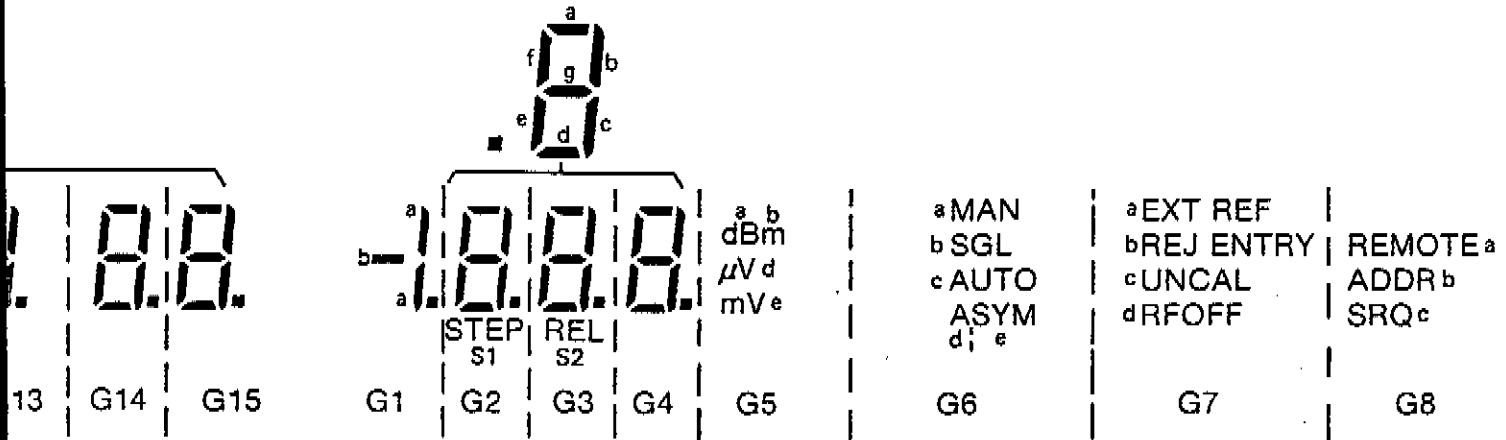 a
f b
g
e c
d
a
b
a
a b
dBm
μV d
mV e
a MAN
b SGL
c AUTO
ASYM
d e
a EXT REF
b REJ ENTRY
c UNCAL
d RFOFF
REMOTE a
ADDR b
SRQ c
STEP REL
S1 S2
13 G14 G15 G1 G2 G3 G4 G5 G6 G7 G8